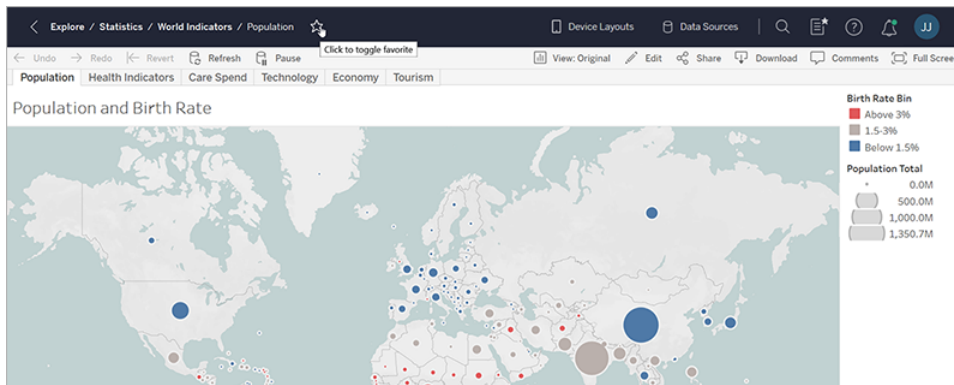 Explore / Statistics / World Indicators / Population
Device Layouts
Data Sources
JJ
Click to toggle favorite
Undo
Redo
Revert
Refresh
Pause
View: Original
Edit
Share
Download
Comments
Full Scree
Population
Health Indicators
Care Spend
Technology
Economy
Tourism
Population and Birth Rate
Birth Rate Bin
Above 3%
1.5-3%
Below 1.5%
Population Total
0.0M
500.0M
1,000.0M
1,350.7M